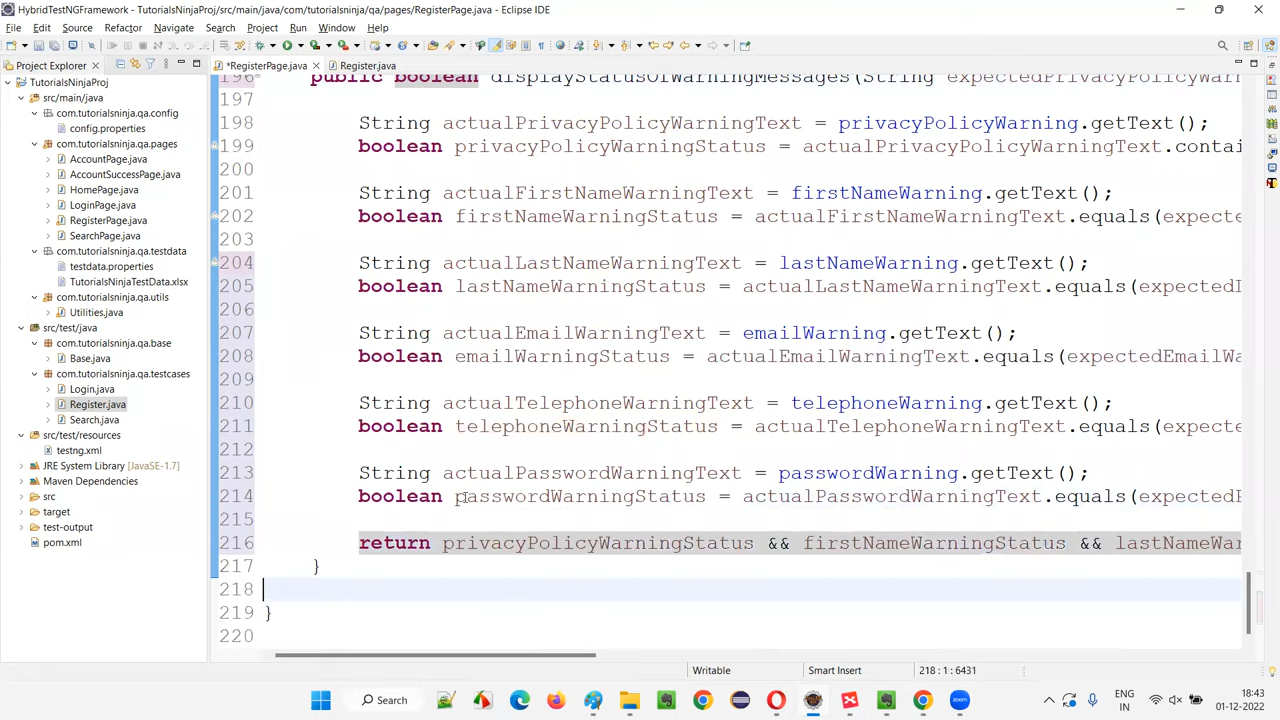 HybridTestNGFramework - TutorialsNinjaProj/src/main/java/com/tutorialsninja/qa/pages/RegisterPage.java - Eclipse IDE
File Edit Source Refactor Navigate Search Project Run Window Help
Project Explorer
*RegisterPage.java
Register.java
TutorialsNinjaProj
src/main/java
com.tutorialsninja.qa.config
config.properties
com.tutorialsninja.qa.pages
AccountPage.java
AccountSuccessPage.java
HomePage.java
LoginPage.java
RegisterPage.java
SearchPage.java
com.tutorialsninja.qa.testdata
testdata.properties
TutorialsNinjaTestData.xlsx
com.tutorialsninja.qa.utils
Utilities.java
src/test/java
com.tutorialsninja.qa.base
Base.java
com.tutorialsninja.qa.testcases
Login.java
Register.java
Search.java
src/test/resources
testng.xml
JRE System Library [JavaSE-1.7]
Maven Dependencies
src
target
test-output
pom.xml
196 public boolean displayStatusOfWarningMessages(String expectedPrivacyPolicyWarn
197
198 String actualPrivacyPolicyWarningText = privacyPolicyWarning.getText();
199 boolean privacyPolicyWarningStatus = actualPrivacyPolicyWarningText.contai
200
201 String actualFirstNameWarningText = firstNameWarning.getText();
202 boolean firstNameWarningStatus = actualFirstNameWarningText.equals(expecte
203
204 String actualLastNameWarningText = lastNameWarning.getText();
205 boolean lastNameWarningStatus = actualLastNameWarningText.equals(expectedL
206
207 String actualEmailWarningText = emailWarning.getText();
208 boolean emailWarningStatus = actualEmailWarningText.equals(expectedEmailWa
209
210 String actualTelephoneWarningText = telephoneWarning.getText();
211 boolean telephoneWarningStatus = actualTelephoneWarningText.equals(expecte
212
213 String actualPasswordWarningText = passwordWarning.getText();
214 boolean passwordWarningStatus = actualPasswordWarningText.equals(expectedP
215
216 return privacyPolicyWarningStatus && firstNameWarningStatus && lastNameWar
217 }
218
219 }
220
Writable Smart Insert 218 : 1 : 6431
Search
ENG
IN
18:43
01-12-2022